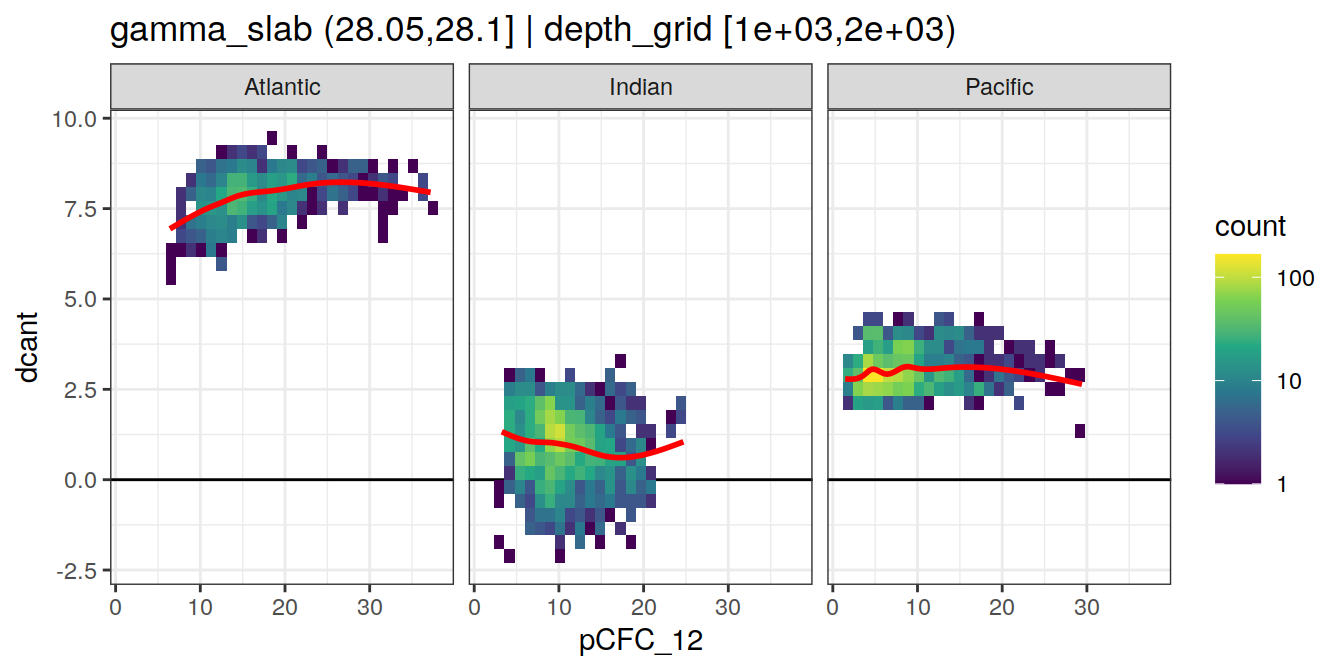 gamma_slab (28.05,28.1] | depth_grid [1e+03,2e+03)
Atlantic Indian Pacific
10.0
7.5
5.0
2.5
0.0
-2.5
dcant
0 10 20 30 0 10 20 30 0 10 20 30
pCFC_12
count
100
10
1